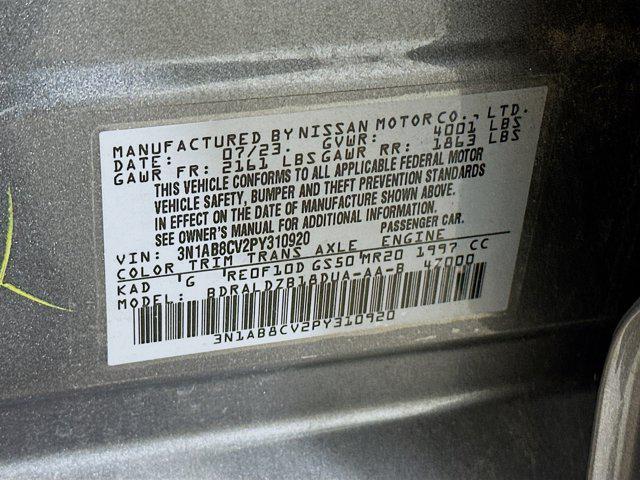 MANUFACTURED BY NISSAN MOTOR CO., LTD.
DATE: 07/23. GVWR: 4001 LBS
GAWR FR: 2161 LBS GAWR RR: 1863 LBS
THIS VEHICLE CONFORMS TO ALL APPLICABLE FEDERAL MOTOR
VEHICLE SAFETY, BUMPER AND THEFT PREVENTION STANDARDS
IN EFFECT ON THE DATE OF MANUFACTURE SHOWN ABOVE.
SEE OWNER'S MANUAL FOR ADDITIONAL INFORMATION.
VIN: 3N1AB8CV2PY310920 PASSENGER CAR.
COLOR TRIM TRANS AXLE ENGINE
KAD G RE0F10D GS50 MR20 1997 CC
MODEL: BDRALDZB18DUA-AA-B 47000
3N1AB8CV2PY310920